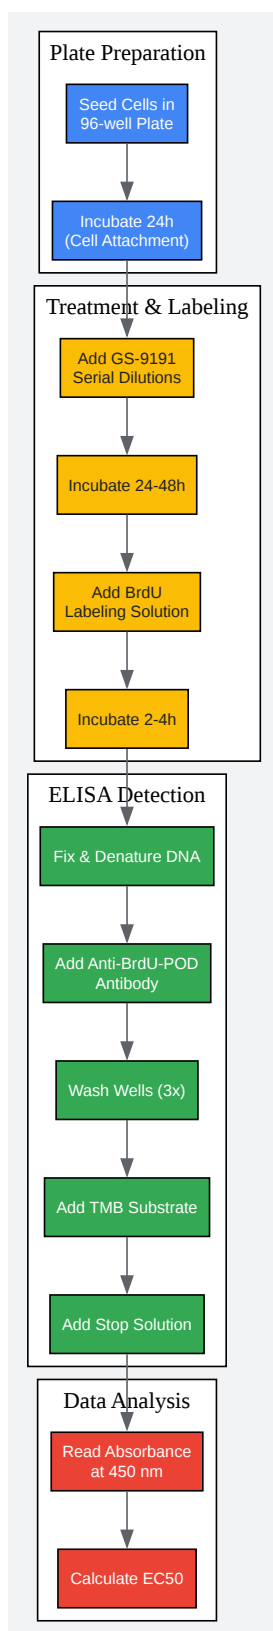 Plate Preparation
Seed Cells in
96-well Plate
Incubate 24h
(Cell Attachment)
Treatment & Labeling
Add GS-9191
Serial Dilutions
Incubate 24-48h
Add BrdU
Labeling Solution
Incubate 2-4h
ELISA Detection
Fix & Denature DNA
Add Anti-BrdU-POD
Antibody
Wash Wells (3x)
Add TMB Substrate
Add Stop Solution
Data Analysis
Read Absorbance
at 450 nm
Calculate EC50